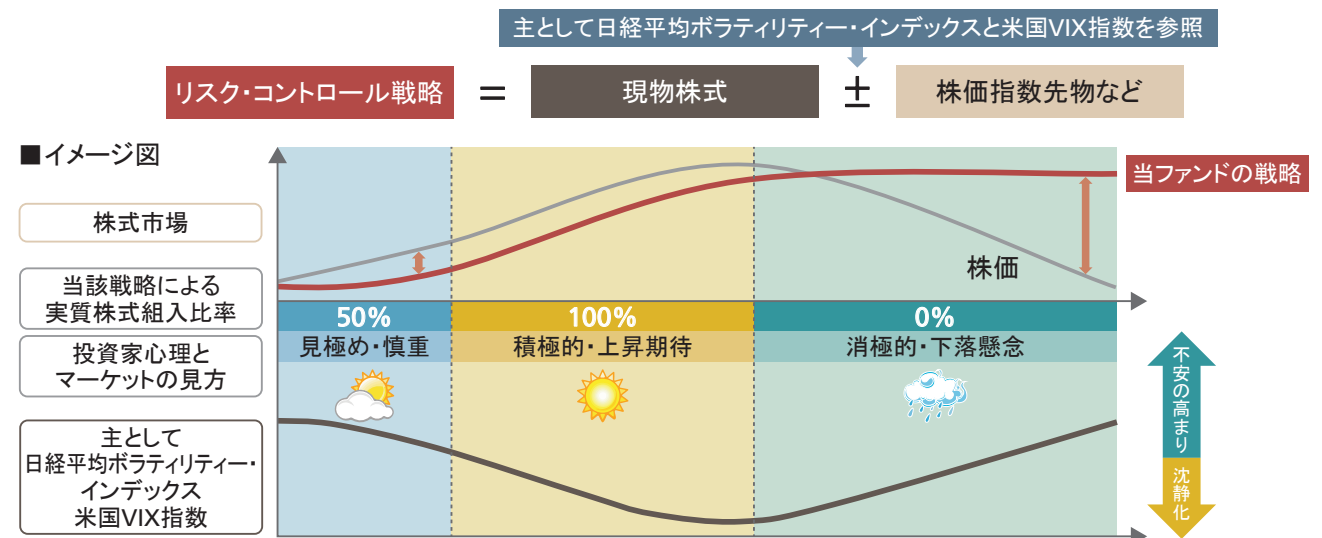 主として日経平均ボラティリティー・インデックスと米国VIX指数を参照
リスク・コントロール戦略 = 現物株式 ± 株価指数先物など
■イメージ図
当ファンドの戦略
株式市場
株価
当該戦略による
実質株式組入比率
50% 100% 0%
投資家心理と
マーケットの見方
見極め・慎重 積極的・上昇期待 消極的・下落懸念
主として
日経平均ボラティリティー・
インデックス
米国VIX指数
不安の高まり
沈静化